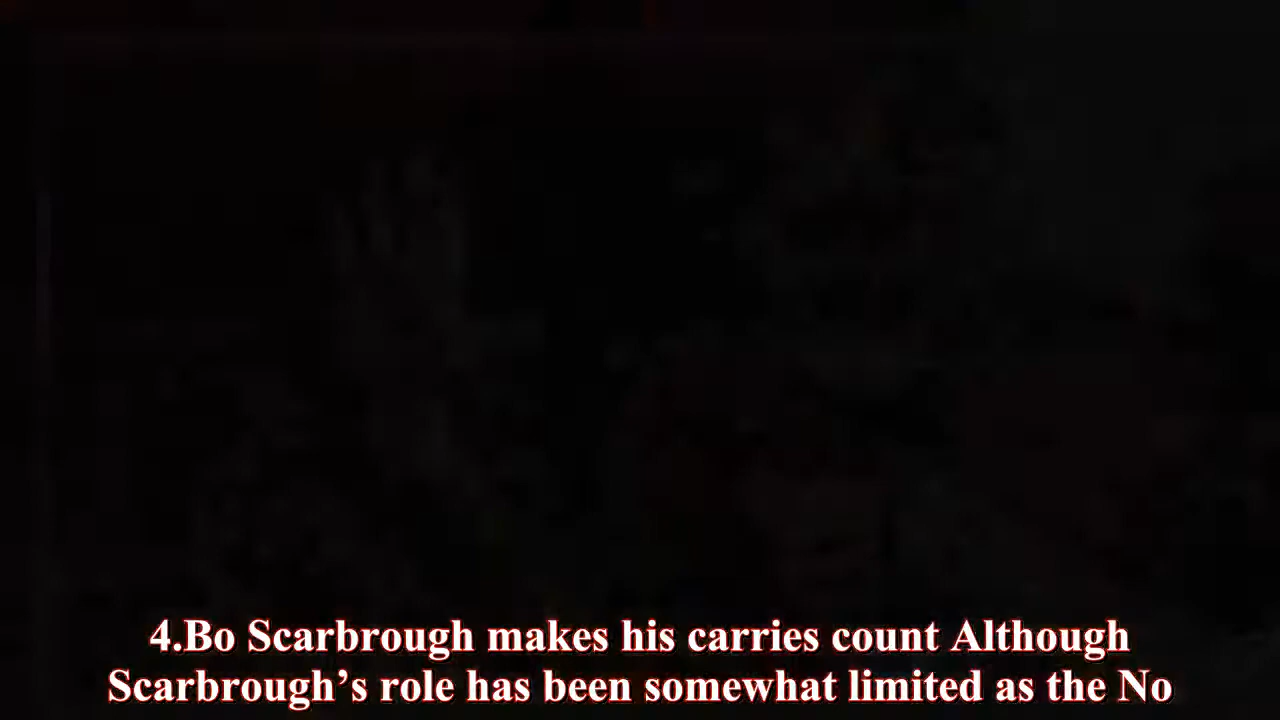 4.Bo Scarbrough makes his carries count Although
Scarbrough’s role has been somewhat limited as the No